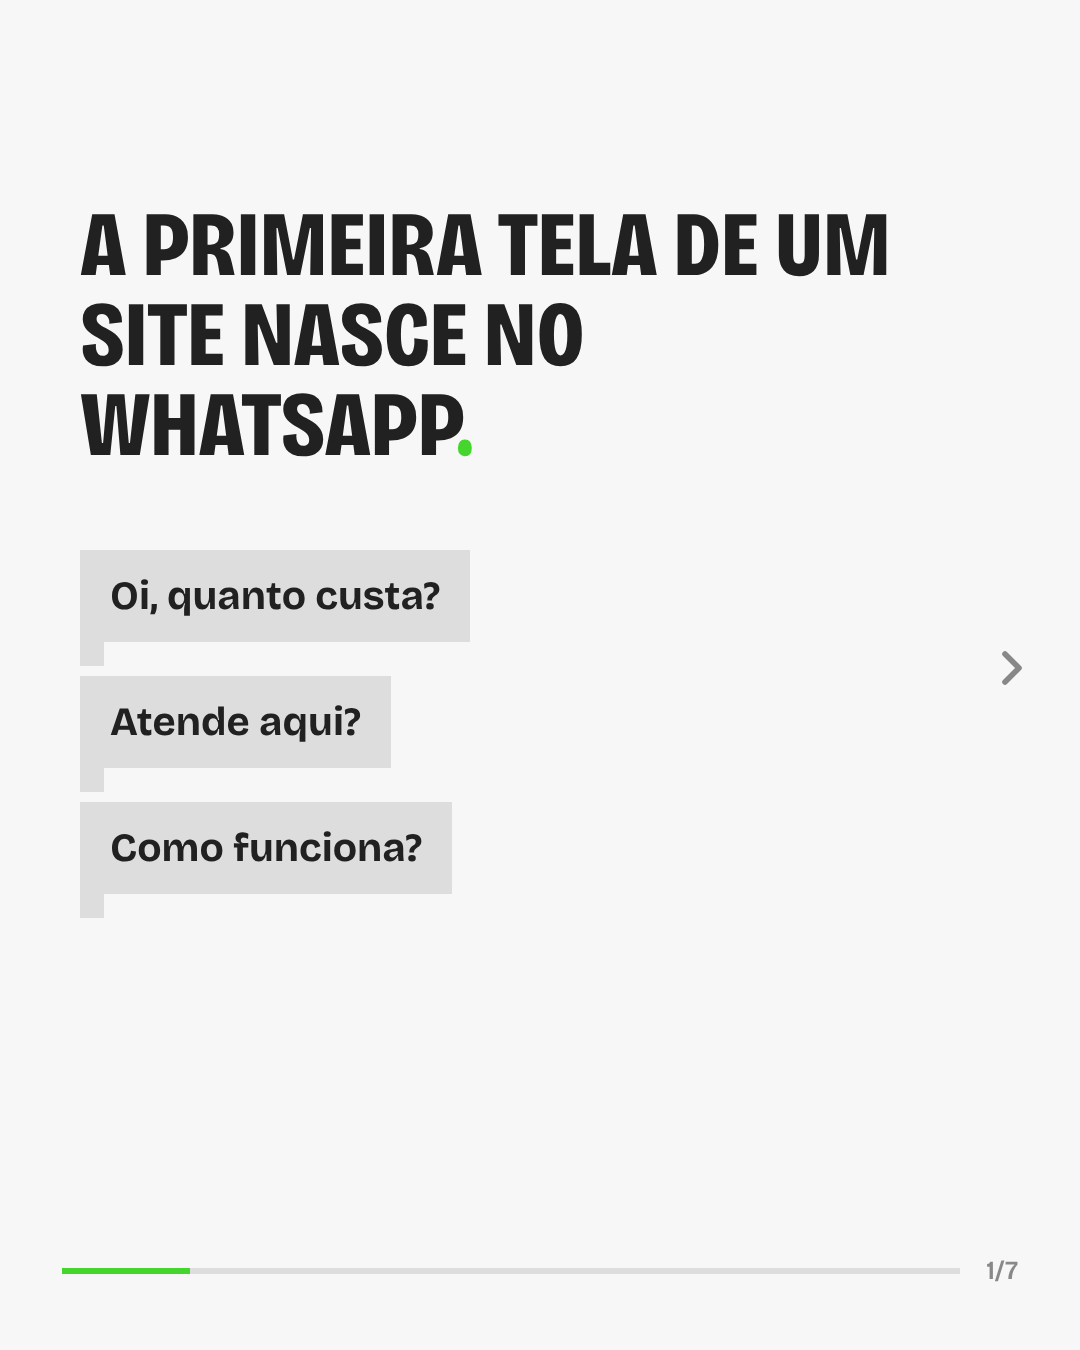 A PRIMEIRA TELA DE UM
SITE NASCE NO
WHATSAPP.
Oi, quanto custa?
Atende aqui?
Como funciona?
1/7